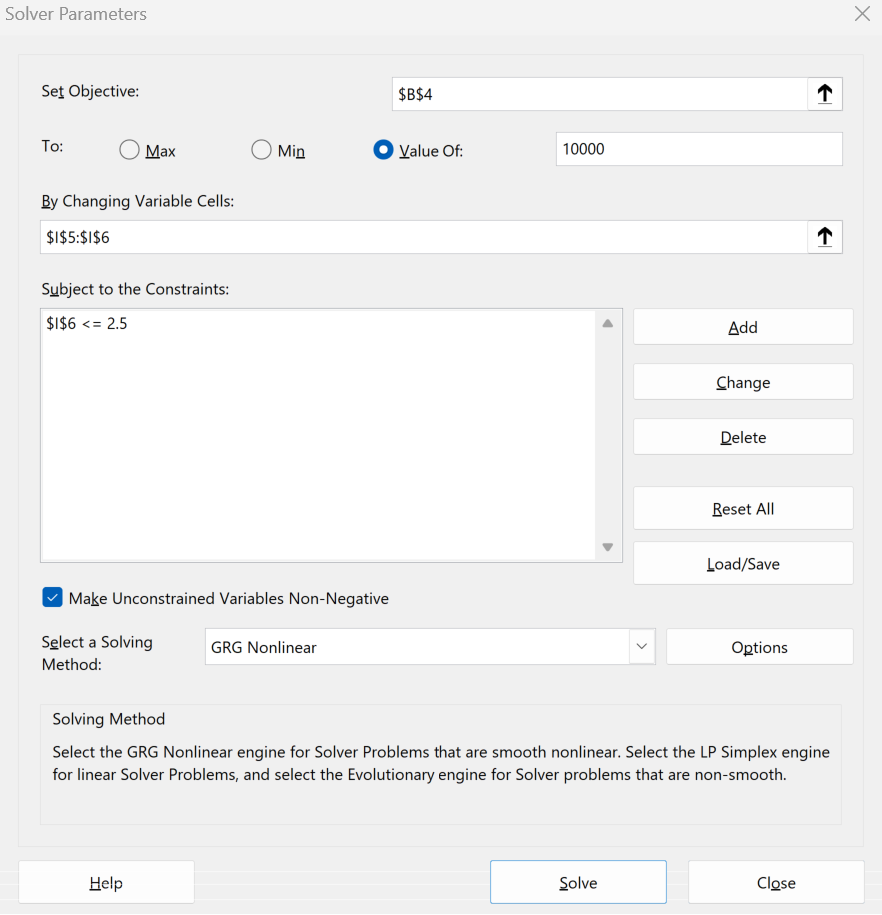 Solver Parameters
Set Objective:
$B$4
To:
Max
Min
Value Of:
10000
By Changing Variable Cells:
$I$5:$I$6
Subject to the Constraints:
$I$6 <= 2.5
Add
Change
Delete
Reset All
Load/Save
Make Unconstrained Variables Non-Negative
Select a Solving
Method:
GRG Nonlinear
Options
Solving Method
Select the GRG Nonlinear engine for Solver Problems that are smooth nonlinear. Select the LP Simplex engine
for linear Solver Problems, and select the Evolutionary engine for Solver problems that are non-smooth.
Help
Solve
Close